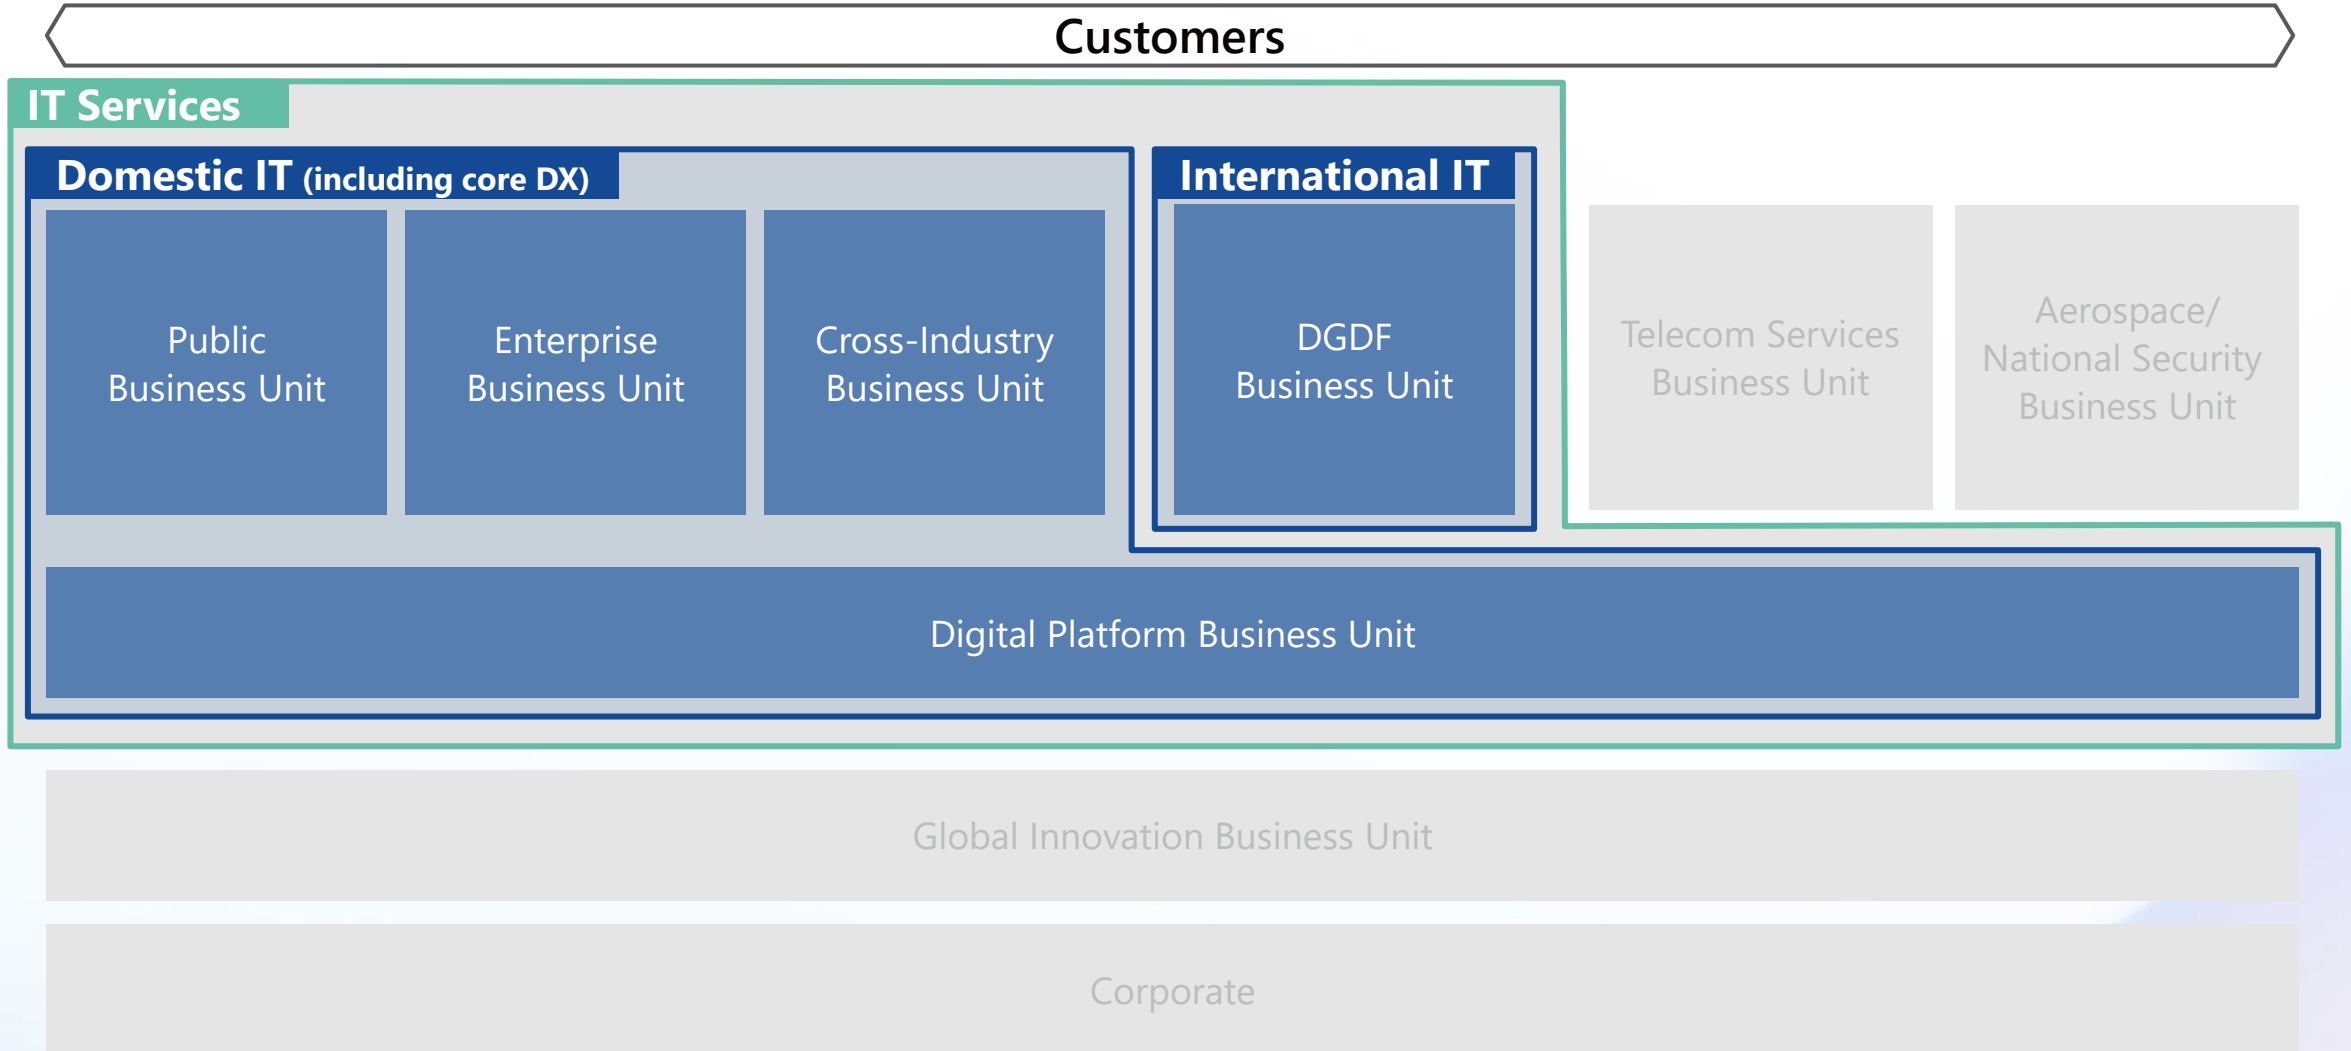 Customers
IT Services
Domestic IT (including core DX)
International IT
Public
Business Unit
Enterprise
Business Unit
Cross-Industry
Business Unit
DGDF
Business Unit
Telecom Services
Business Unit
Aerospace/
National Security
Business Unit
Digital Platform Business Unit
Global Innovation Business Unit
Corporate